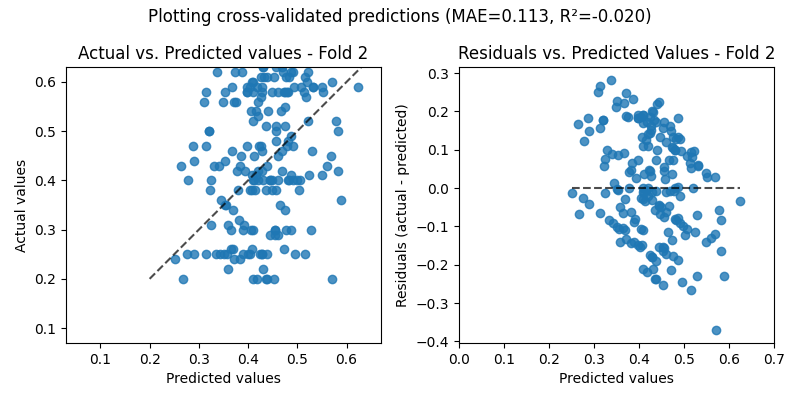 Plotting cross-validated predictions (MAE=0.113, R²=-0.020)
Actual vs. Predicted values - Fold 2
Actual values
0.6
0.5
0.4
0.3
0.2
0.1
0.1 0.2 0.3 0.4 0.5 0.6
Predicted values
Residuals vs. Predicted Values - Fold 2
Residuals (actual - predicted)
0.3
0.2
0.1
0.0
−0.1
−0.2
−0.3
−0.4
0.0 0.1 0.2 0.3 0.4 0.5 0.6 0.7
Predicted values